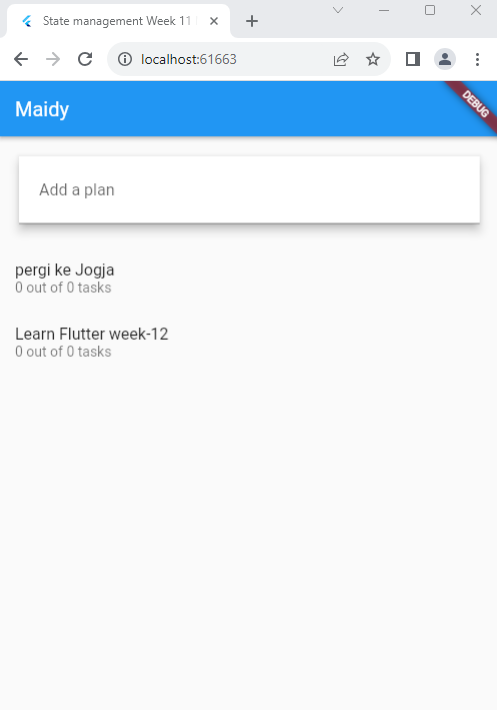 State management Week 11
localhost:61663
Maidy
DEBUG
Add a plan
pergi ke Jogja
0 out of 0 tasks
Learn Flutter week-12
0 out of 0 tasks